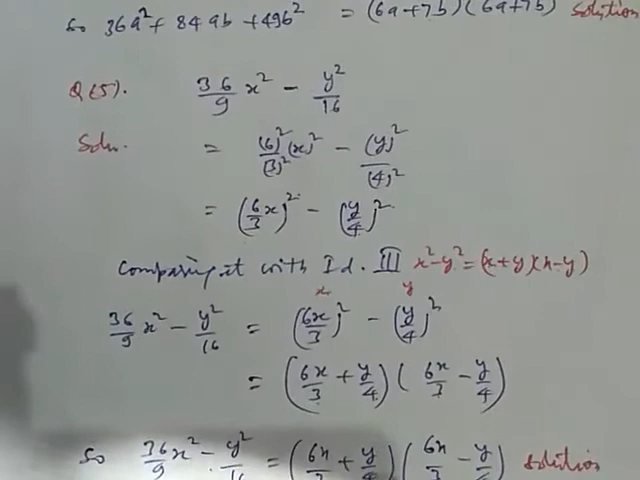 So 36a² + 84ab + 49b² = (6a+7b)(6a+7b) solution
Q(5). 36/9 x² − y²/16
Soln. = (6)²/(3)² (x)² − (y)²/(4)²
= (6/3 x)² − (y/4)²
Comparing it with Id. III x²−y² = (x+y)(x−y)
x y
36/9 x² − y²/16 = (6x/3)² − (y/4)²
= (6x/3 + y/4) ( 6x/3 − y/4)
So 36/9 x² − y²/16 = (6x/3 + y/4) (6x/3 − y/4) solution